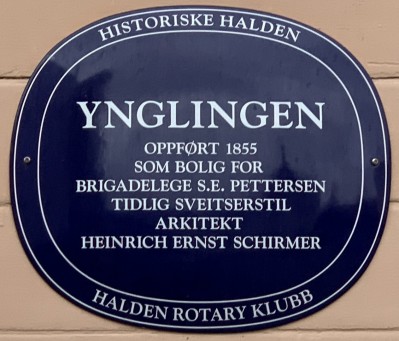 HISTORISKE HALDEN
YNGLINGEN
OPPFØRT 1855
SOM BOLIG FOR
BRIGADELEGE S.E. PETTERSEN
TIDLIG SVEITSERSTIL
ARKITEKT
HEINRICH ERNST SCHIRMER
HALDEN ROTARY KLUBB